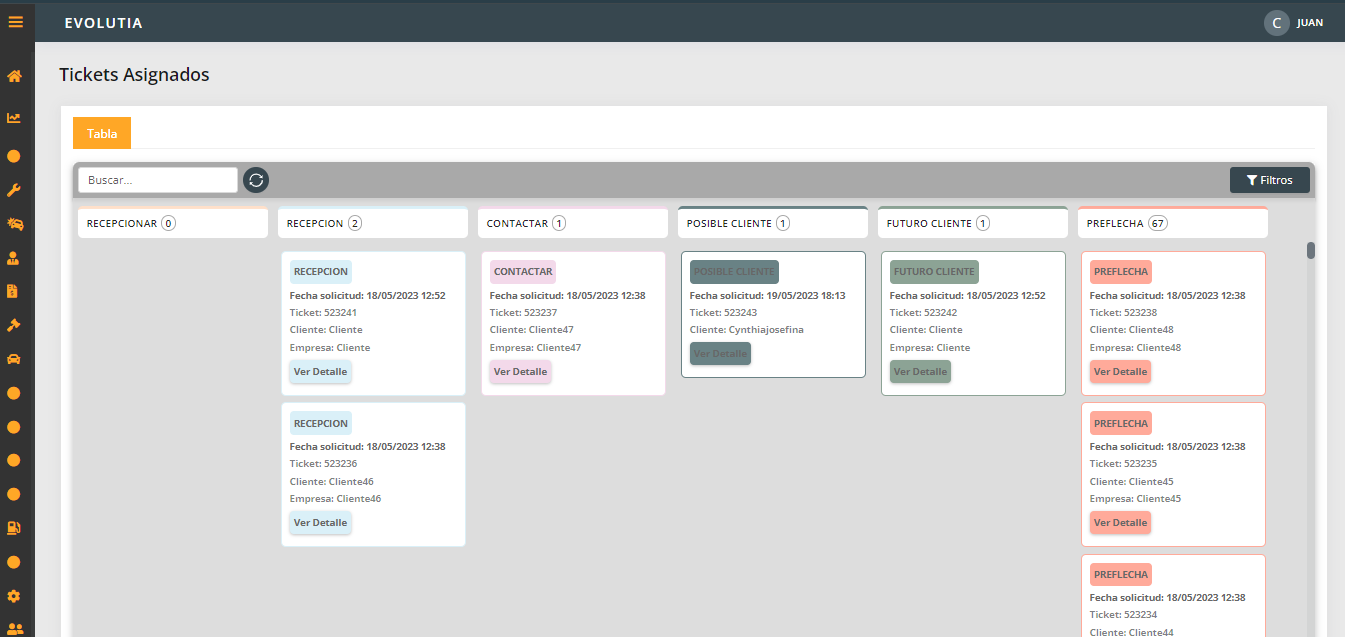 EVOLUTIA
C JUAN
Tickets Asignados
Tabla
Buscar...
Filtros
RECEPCIONAR 0
RECEPCION 2
CONTACTAR 1
POSIBLE CLIENTE 1
FUTURO CLIENTE 1
PREFLECHA 67
RECEPCION
Fecha solicitud: 18/05/2023 12:52
Ticket: 523241
Cliente: Cliente
Empresa: Cliente
Ver Detalle
RECEPCION
Fecha solicitud: 18/05/2023 12:38
Ticket: 523236
Cliente: Cliente46
Empresa: Cliente46
Ver Detalle
CONTACTAR
Fecha solicitud: 18/05/2023 12:38
Ticket: 523237
Cliente: Cliente47
Empresa: Cliente47
Ver Detalle
POSIBLE CLIENTE
Fecha solicitud: 19/05/2023 18:13
Ticket: 523243
Cliente: Cynthiajosefina
Ver Detalle
FUTURO CLIENTE
Fecha solicitud: 18/05/2023 12:52
Ticket: 523242
Cliente: Cliente
Empresa: Cliente
Ver Detalle
PREFLECHA
Fecha solicitud: 18/05/2023 12:38
Ticket: 523238
Cliente: Cliente48
Empresa: Cliente48
Ver Detalle
PREFLECHA
Fecha solicitud: 18/05/2023 12:38
Ticket: 523235
Cliente: Cliente45
Empresa: Cliente45
Ver Detalle
PREFLECHA
Fecha solicitud: 18/05/2023 12:38
Ticket: 523234
Cliente: Cliente44